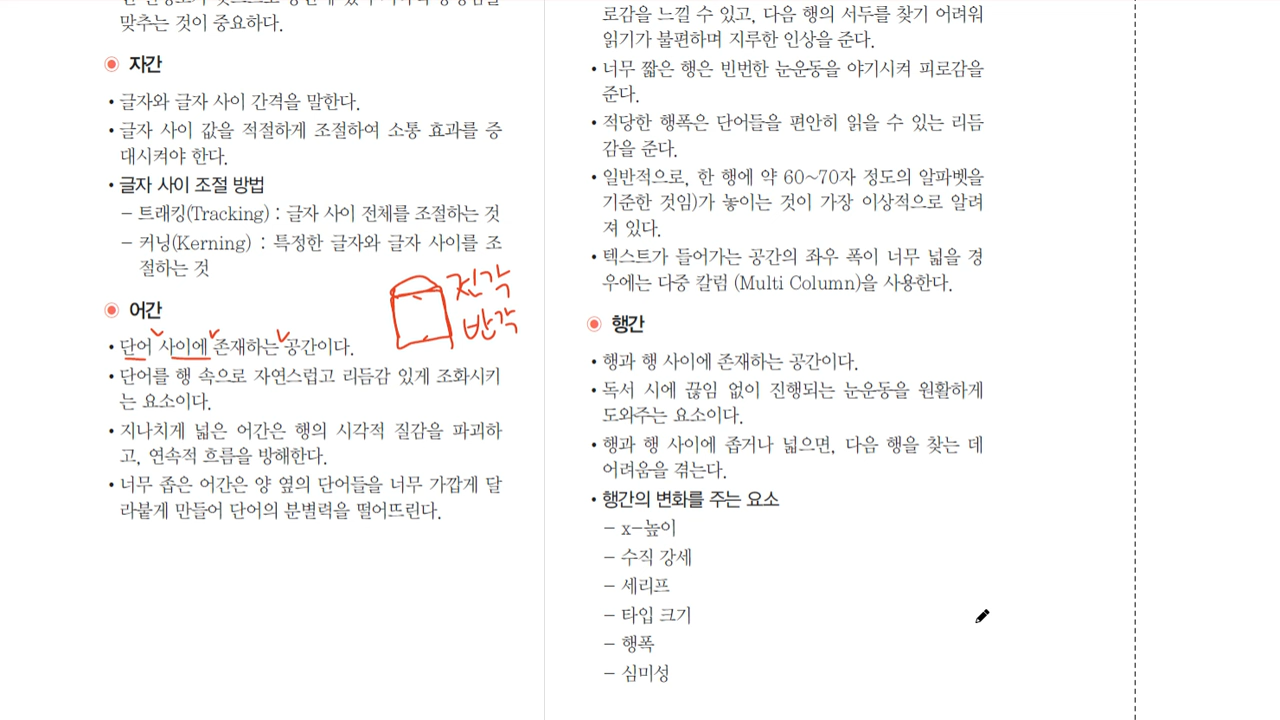 맞추는 것이 중요하다.
자간
• 글자와 글자 사이 간격을 말한다.
• 글자 사이 값을 적절하게 조절하여 소통 효과를 증
대시켜야 한다.
• 글자 사이 조절 방법
– 트래킹(Tracking) : 글자 사이 전체를 조절하는 것
– 커닝(Kerning) : 특정한 글자와 글자 사이를 조
절하는 것
전각
반각
어간
• 단어 사이에 존재하는 공간이다.
• 단어를 행 속으로 자연스럽고 리듬감 있게 조화시키
는 요소이다.
• 지나치게 넓은 어간은 행의 시각적 질감을 파괴하
고, 연속적 흐름을 방해한다.
• 너무 좁은 어간은 양 옆의 단어들을 너무 가깝게 달
라붙게 만들어 단어의 분별력을 떨어뜨린다.
로감을 느낄 수 있고, 다음 행의 서두를 찾기 어려워
읽기가 불편하며 지루한 인상을 준다.
• 너무 짧은 행은 빈번한 눈운동을 야기시켜 피로감을
준다.
• 적당한 행폭은 단어들을 편안히 읽을 수 있는 리듬
감을 준다.
• 일반적으로, 한 행에 약 60~70자 정도의 알파벳을
기준한 것임)가 놓이는 것이 가장 이상적으로 알려
져 있다.
• 텍스트가 들어가는 공간의 좌우 폭이 너무 넓을 경
우에는 다중 칼럼 (Multi Column)을 사용한다.
행간
• 행과 행 사이에 존재하는 공간이다.
• 독서 시에 끊임 없이 진행되는 눈운동을 원활하게
도와주는 요소이다.
• 행과 행 사이에 좁거나 넓으면, 다음 행을 찾는 데
어려움을 겪는다.
• 행간의 변화를 주는 요소
– x–높이
– 수직 강세
– 세리프
– 타입 크기
– 행폭
– 심미성